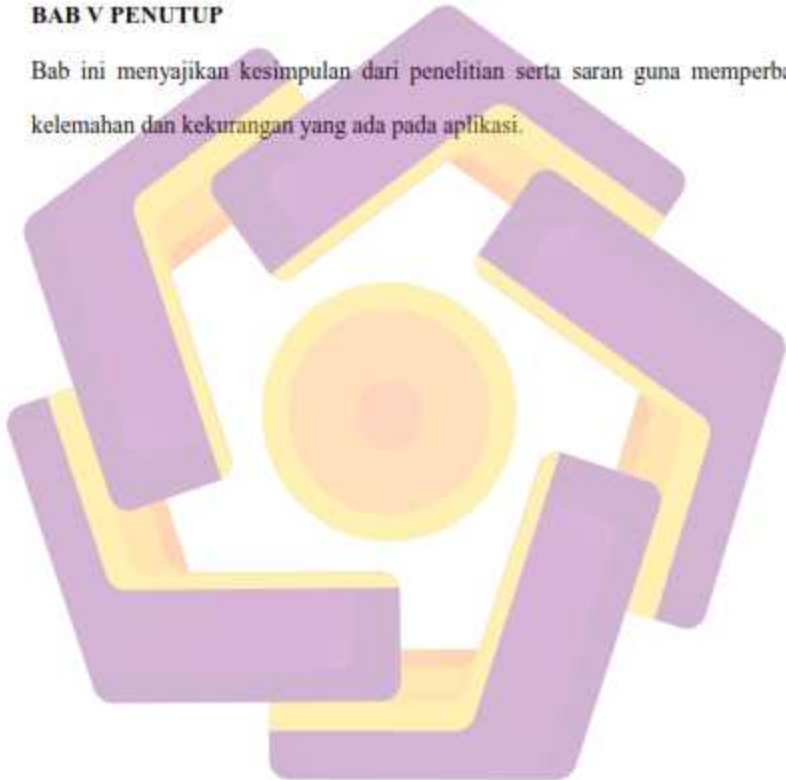 BAB V PENUTUP
Bab ini menyajikan kesimpulan dari penelitian serta saran guna memperba
kelemahan dan kekurangan yang ada pada aplikasi.